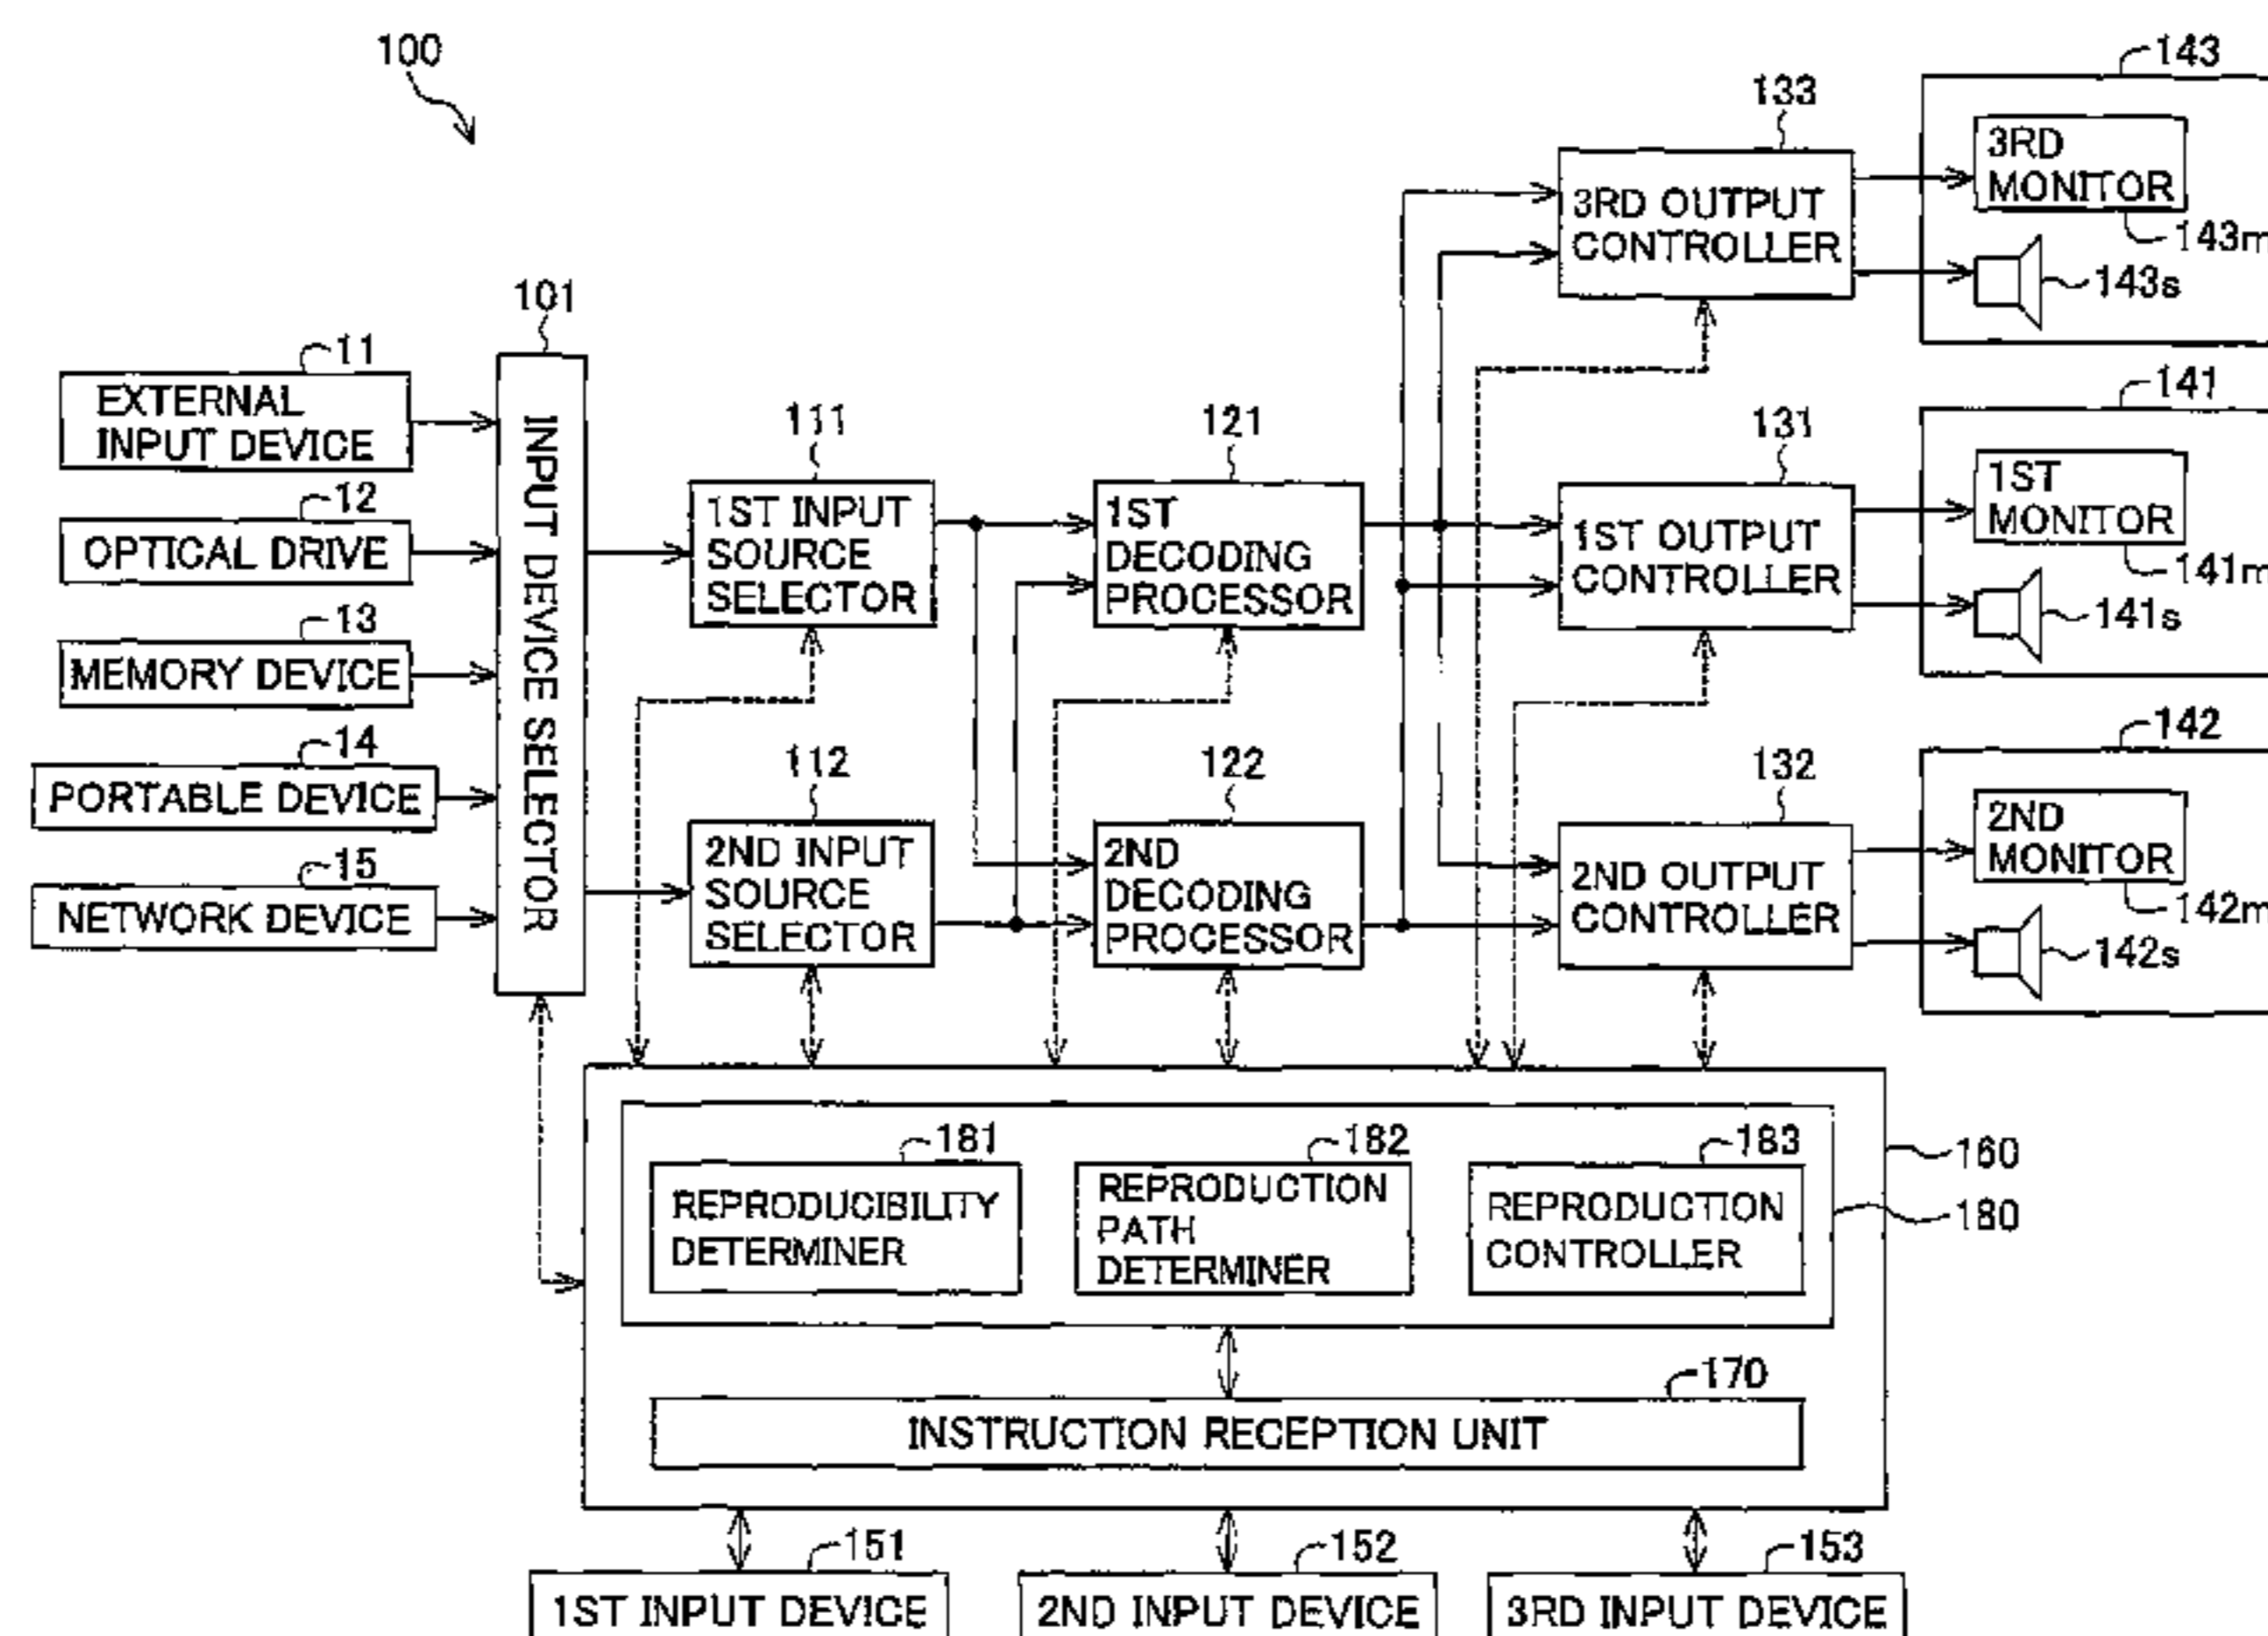 100
143
133
3RD
MONITOR
143m
3RD OUTPUT
CONTROLLER
143s
101
11
EXTERNAL
INPUT DEVICE
12
OPTICAL DRIVE
13
MEMORY DEVICE
14
PORTABLE DEVICE
15
NETWORK DEVICE
INPUT DEVICE SELECTOR
111
1ST INPUT
SOURCE
SELECTOR
121
1ST
DECODING
PROCESSOR
131
1ST OUTPUT
CONTROLLER
141
1ST
MONITOR
141m
141s
112
2ND INPUT
SOURCE
SELECTOR
122
2ND
DECODING
PROCESSOR
132
2ND OUTPUT
CONTROLLER
142
2ND
MONITOR
142m
142s
181
REPRODUCIBILITY
DETERMINER
182
REPRODUCTION
PATH
DETERMINER
183
REPRODUCTION
CONTROLLER
160
180
170
INSTRUCTION RECEPTION UNIT
151
1ST INPUT DEVICE
152
2ND INPUT DEVICE
153
3RD INPUT DEVICE